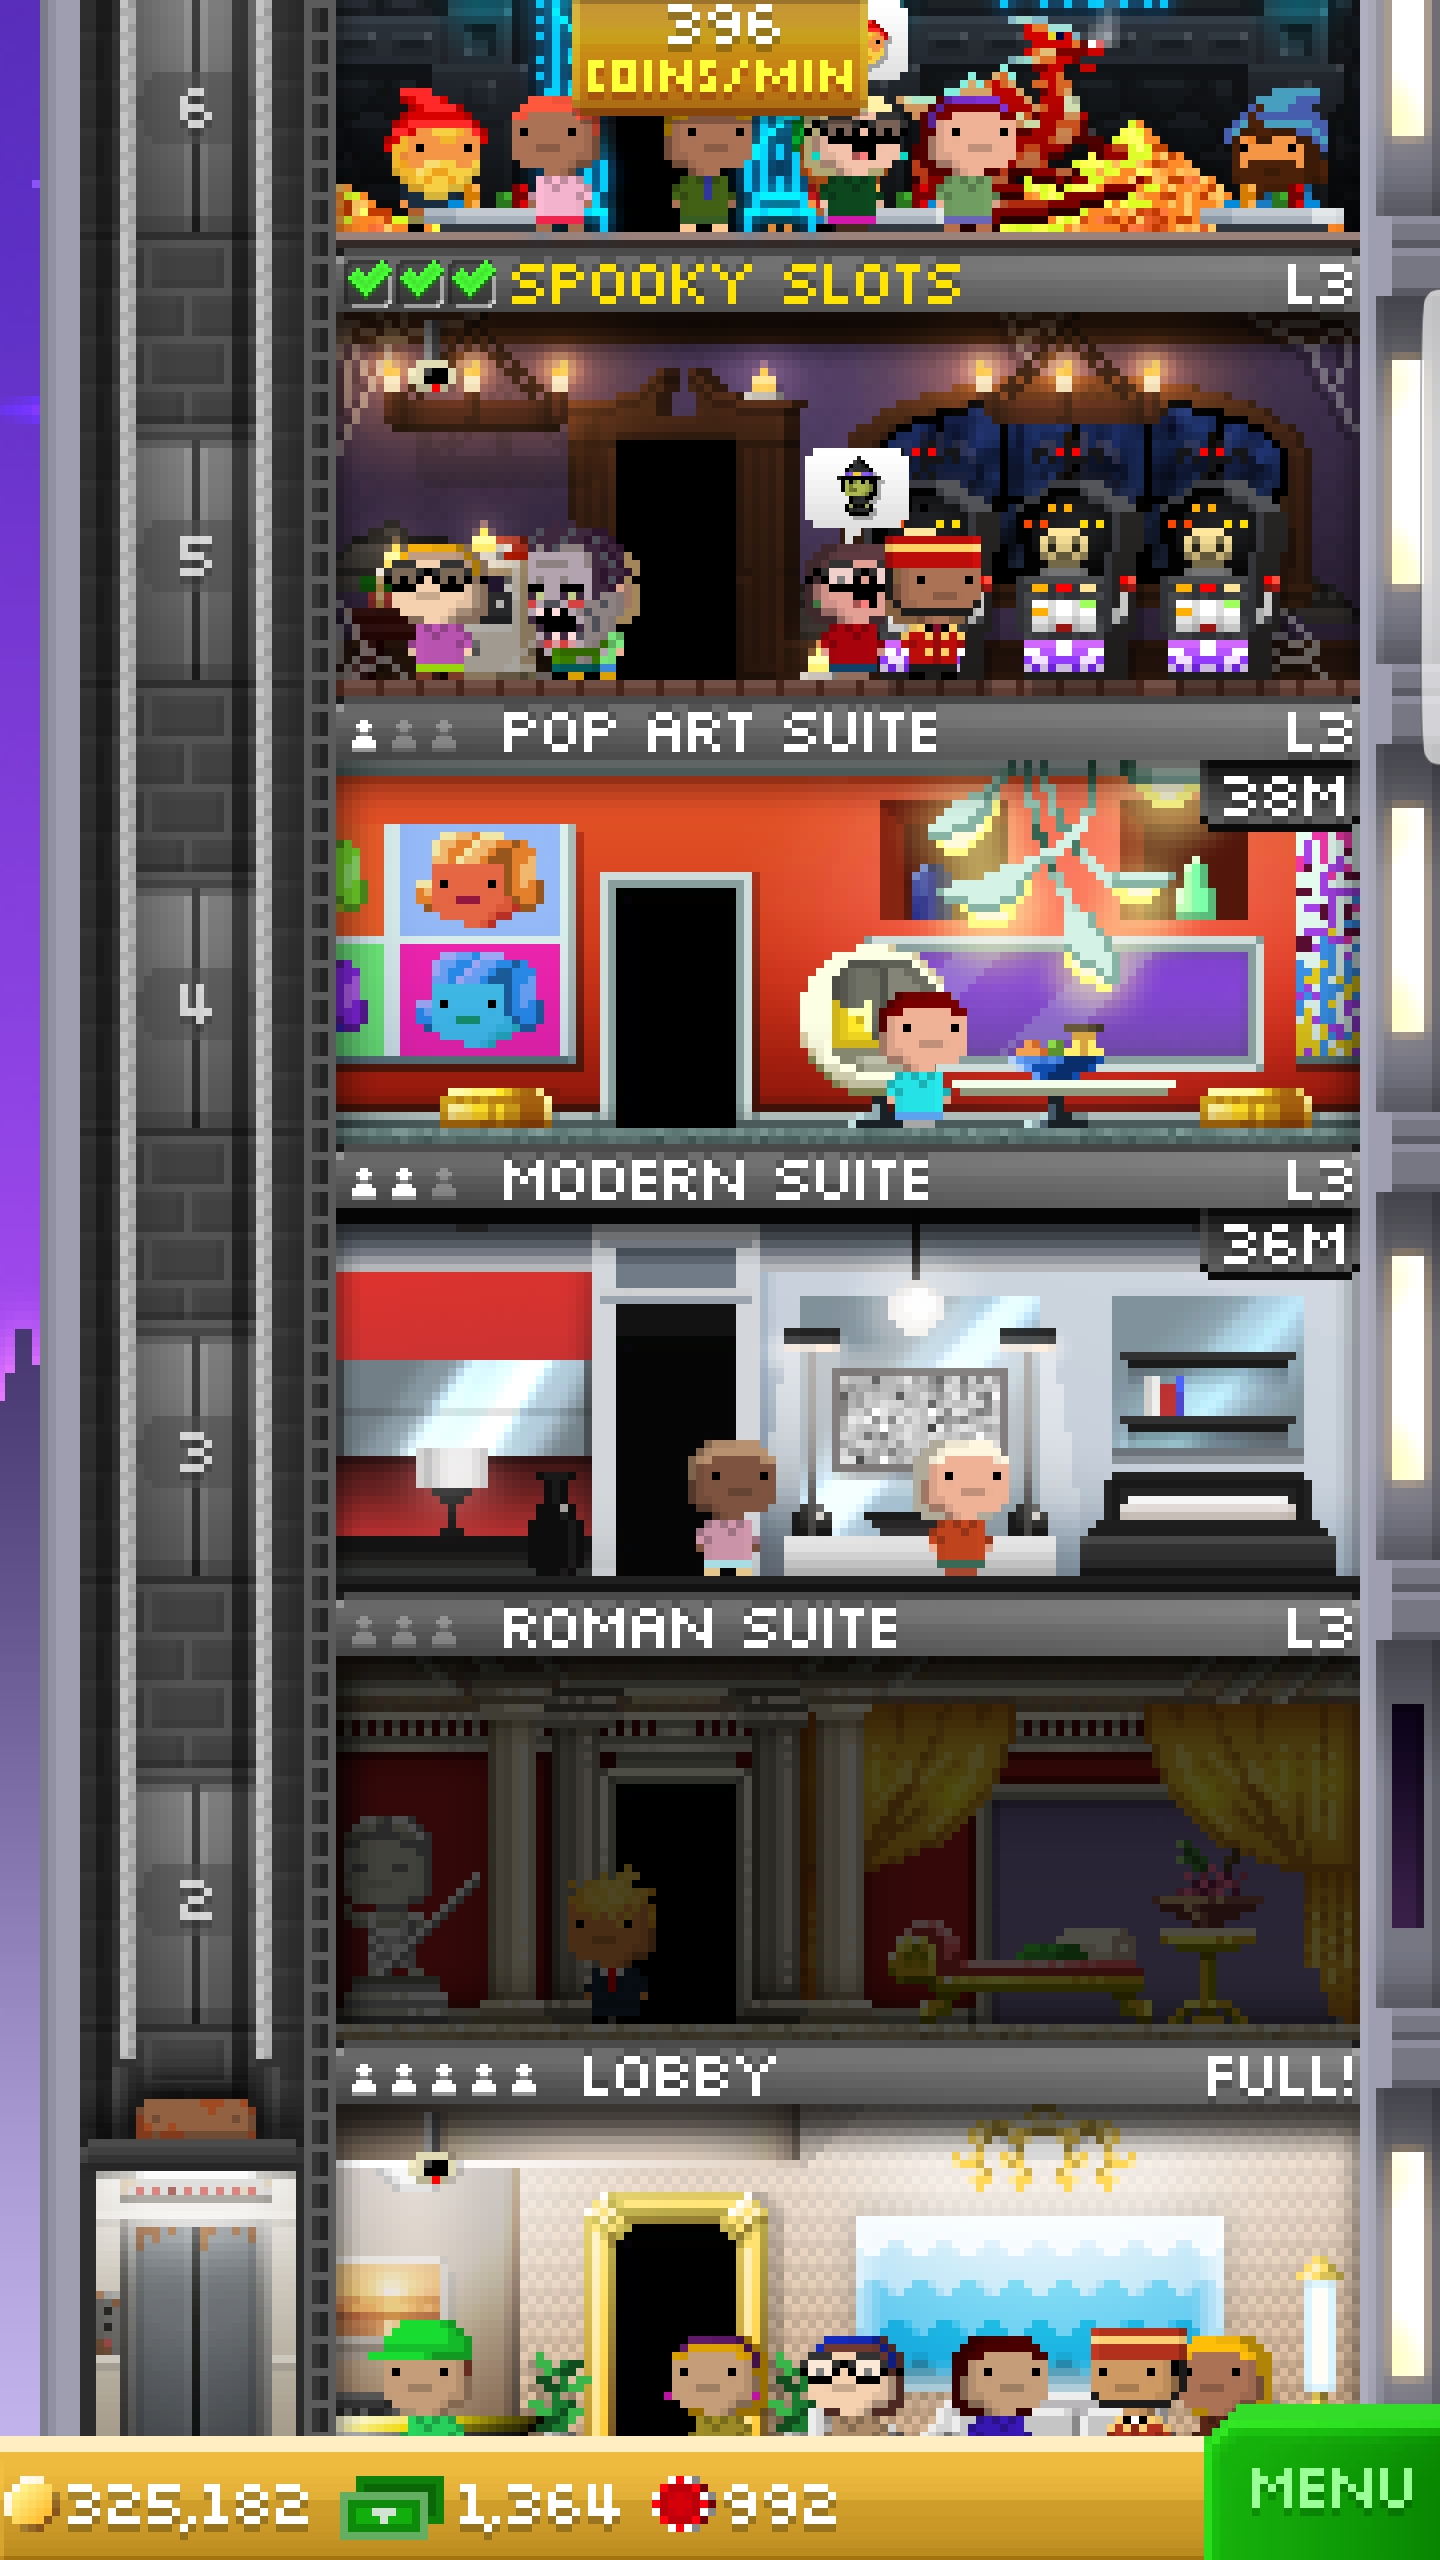 396
COINS/MIN
6
SPOOKY SLOTS L3
5
POP ART SUITE L3
38M
4
MODERN SUITE L3
36M
3
ROMAN SUITE L3
2
LOBBY FULL!
325,182 1,364 992
MENU